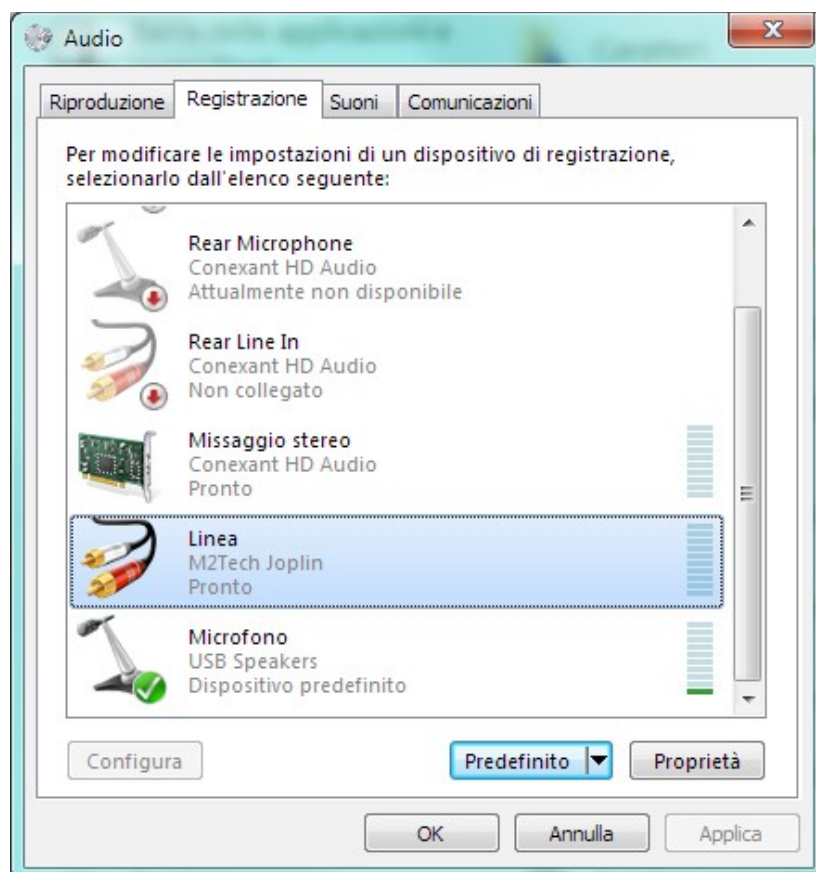 Audio
Riproduzione Registrazione Suoni Comunicazioni
Per modificare le impostazioni di un dispositivo di registrazione,
selezionarlo dall'elenco seguente:
Rear Microphone
Conexant HD Audio
Attualmente non disponibile
Rear Line In
Conexant HD Audio
Non collegato
Missaggio stereo
Conexant HD Audio
Pronto
Linea
M2Tech Joplin
Pronto
Microfono
USB Speakers
Dispositivo predefinito
Configura Predefinito Proprietà
OK Annulla Applica